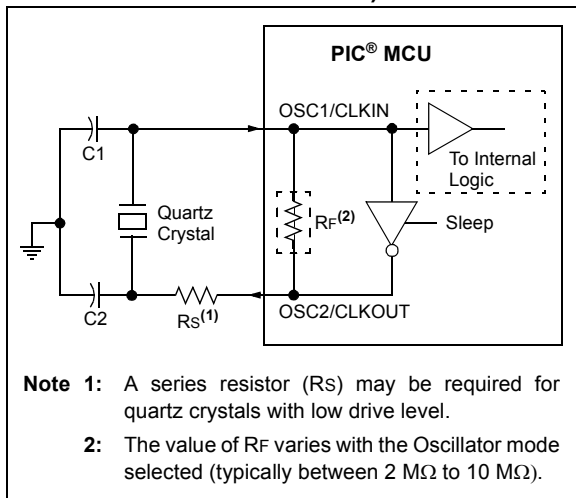 PIC® MCU
OSC1/CLKIN
C1
To Internal
Logic
Quartz
Crystal
RF(2)
Sleep
C2
RS(1)
OSC2/CLKOUT
Note 1: A series resistor (RS) may be required for
quartz crystals with low drive level.
2: The value of RF varies with the Oscillator mode
selected (typically between 2 MΩ to 10 MΩ).